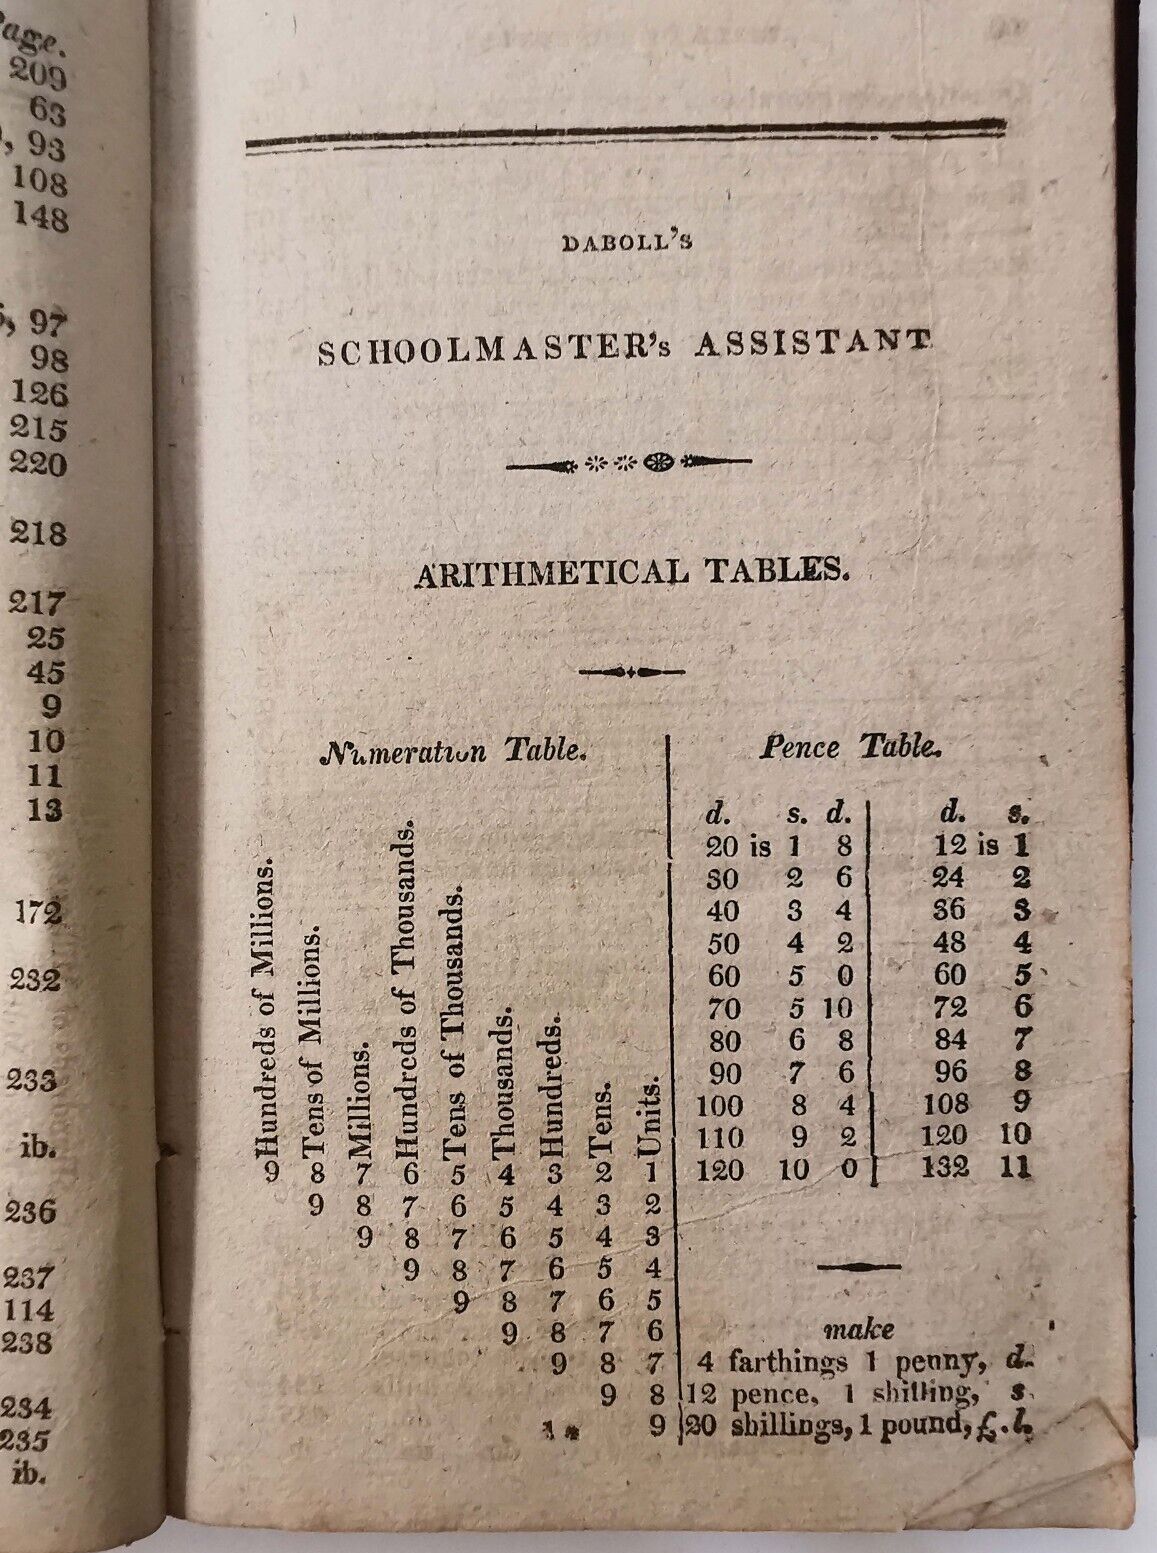 Page.
209
63
, 93
108
148
, 97
98
126
215
220
218
217
25
45
9
10
11
13
172
232
233
ib.
236
237
114
238
234
235
ib.
DABOLL'S
SCHOOLMASTER's ASSISTANT
ARITHMETICAL TABLES.
Numeration Table.
Hundreds of Millions.
Tens of Millions.
Millions.
Hundreds of Thousands.
Tens of Thousands.
Thousands.
Hundreds.
Tens.
Units.
9 8 7 6 5 4 3 2 1
9 8 7 6 5 4 3 2
9 8 7 6 5 4 3
9 8 7 6 5 4
9 8 7 6 5
9 8 7 6
9 8 7
9 8
9
Pence Table.
d. s. d. d. s.
20 is 1 8 12 is 1
30 2 6 24 2
40 3 4 36 3
50 4 2 48 4
60 5 0 60 5
70 5 10 72 6
80 6 8 84 7
90 7 6 96 8
100 8 4 108 9
110 9 2 120 10
120 10 0 132 11
make
4 farthings 1 penny, d.
12 pence, 1 shilling, s
20 shillings, 1 pound, £.l.